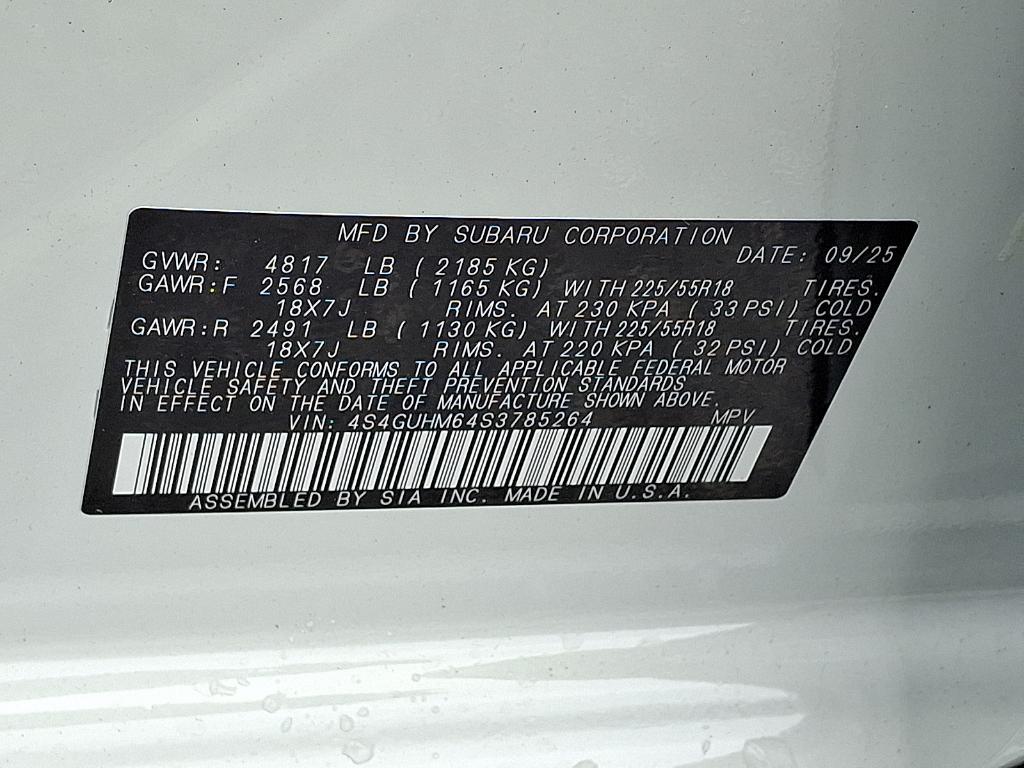 MFD BY SUBARU CORPORATION
DATE: 09/25
GVWR: 4817 LB ( 2185 KG)
GAWR:F 2568 LB ( 1165 KG) WITH 225/55R18 TIRES.
18X7J RIMS. AT 230 KPA ( 33 PSI) COLD
GAWR:R 2491 LB ( 1130 KG) WITH 225/55R18 TIRES.
18X7J RIMS. AT 220 KPA ( 32 PSI) COLD
THIS VEHICLE CONFORMS TO ALL APPLICABLE FEDERAL MOTOR
VEHICLE SAFETY AND THEFT PREVENTION STANDARDS
IN EFFECT ON THE DATE OF MANUFACTURE SHOWN ABOVE.
VIN: 4S4GUHM64S3785264 MPV
ASSEMBLED BY SIA INC. MADE IN U.S.A.